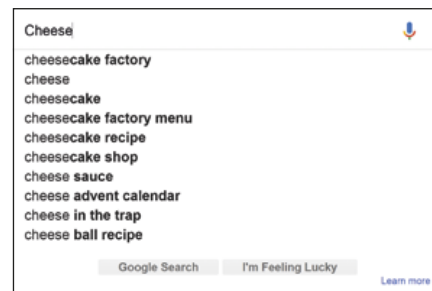 Cheese
cheesecake factory
cheese
cheesecake
cheesecake factory menu
cheesecake recipe
cheesecake shop
cheese sauce
cheese advent calendar
cheese in the trap
cheese ball recipe
Google Search I'm Feeling Lucky
Learn more